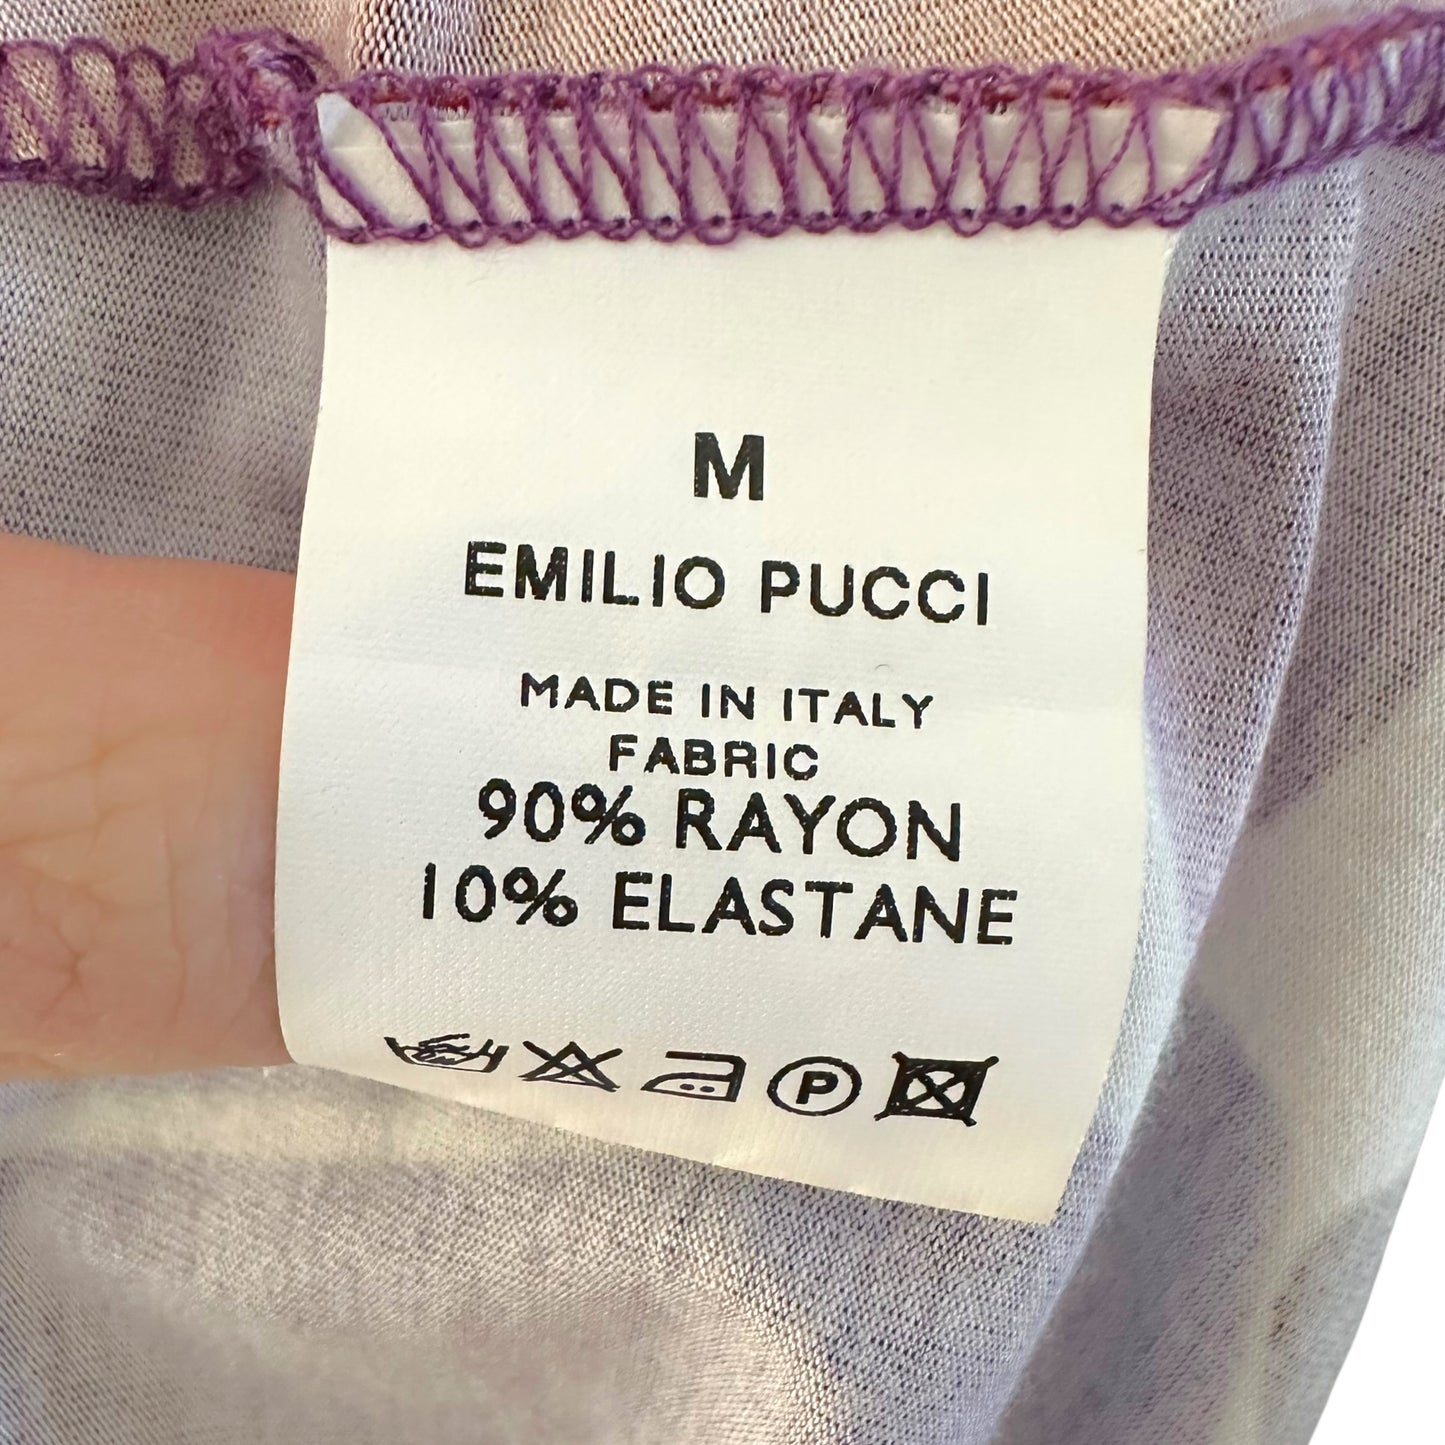 M
EMILIO PUCCI
MADE IN ITALY
FABRIC
90% RAYON
10% ELASTANE
P